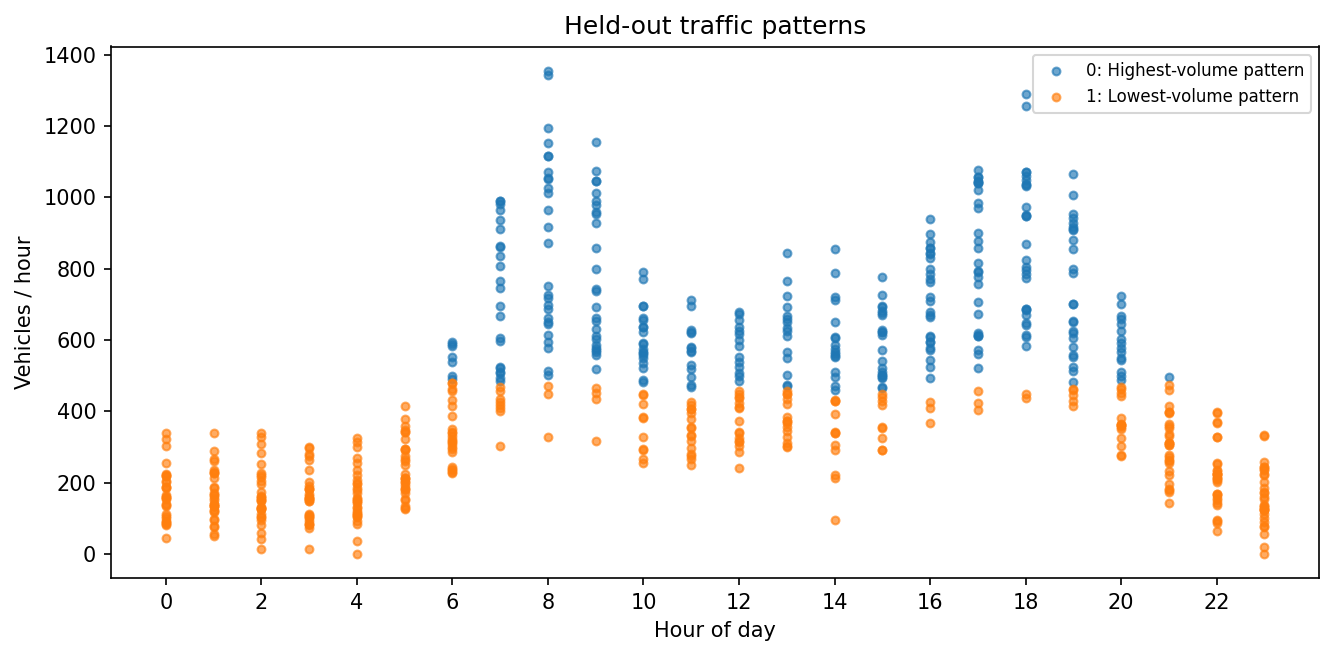 Held-out traffic patterns
1400
1200
1000
800
600
400
200
0
Vehicles / hour
0: Highest-volume pattern
1: Lowest-volume pattern
0 2 4 6 8 10 12 14 16 18 20 22
Hour of day